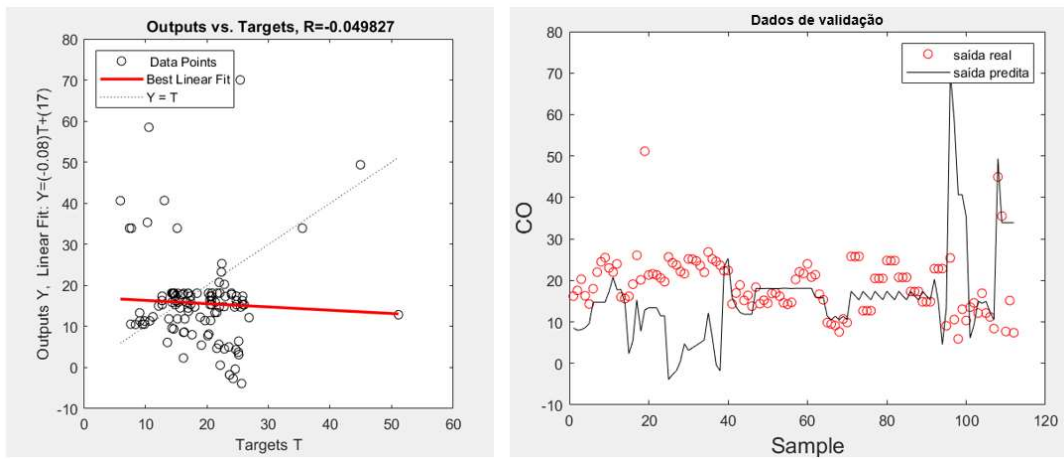 Outputs vs. Targets, R=-0.049827
Outputs Y, Linear Fit: Y=(-0.08)T+(17)
80
70
60
50
40
30
20
10
0
-10
Data Points
Best Linear Fit
Y = T
0 10 20 30 40 50 60
Targets T
Dados de validação
CO
80
70
60
50
40
30
20
10
0
-10
saída real
saída predita
0 20 40 60 80 100 120
Sample